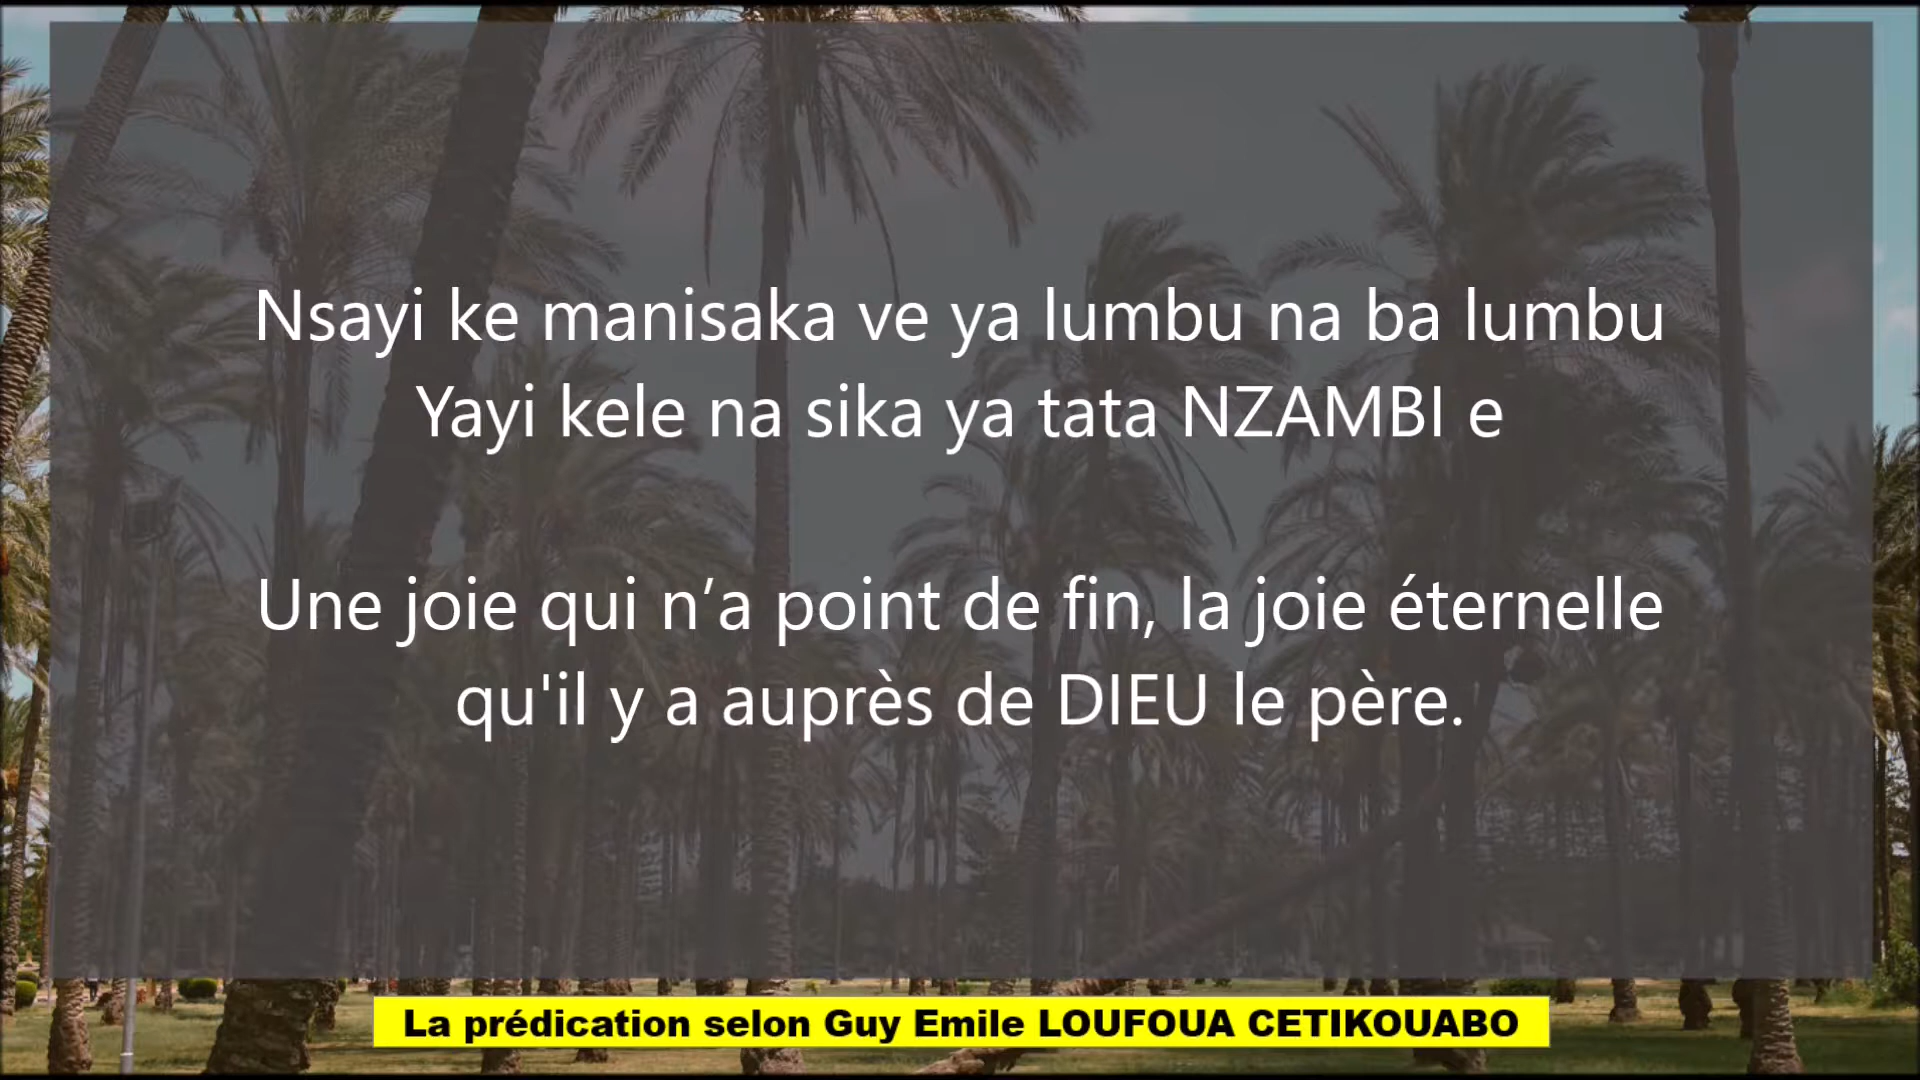 Nsayi ke manisaka ve ya lumbu na ba lumbu
Yayi kele na sika ya tata NZAMBI e
Une joie qui n’a point de fin, la joie éternelle
qu'il y a auprès de DIEU le père.
La prédication selon Guy Emile LOUFOUA CETIKOUABO